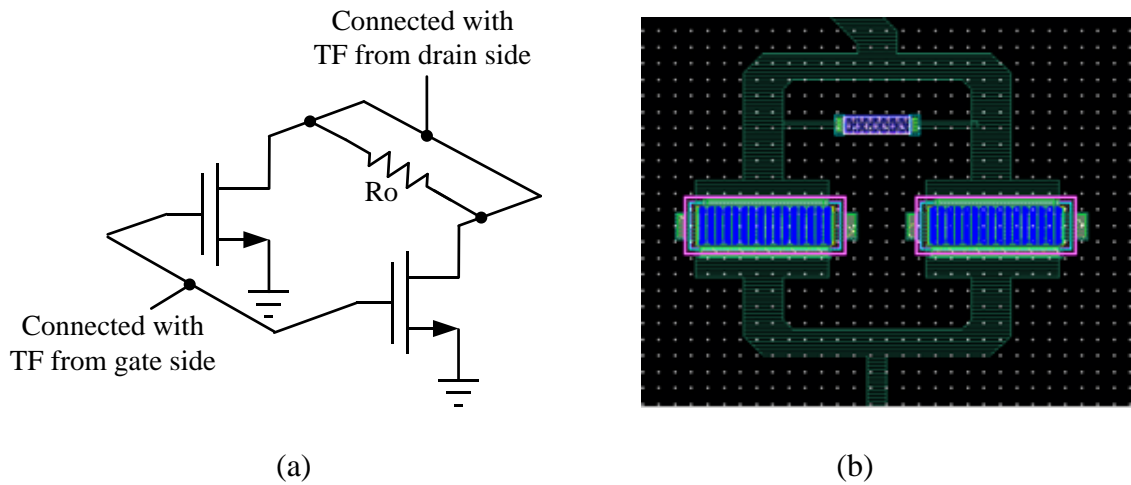 Connected with
TF from drain side
Ro
Connected with
TF from gate side
(a)
(b)